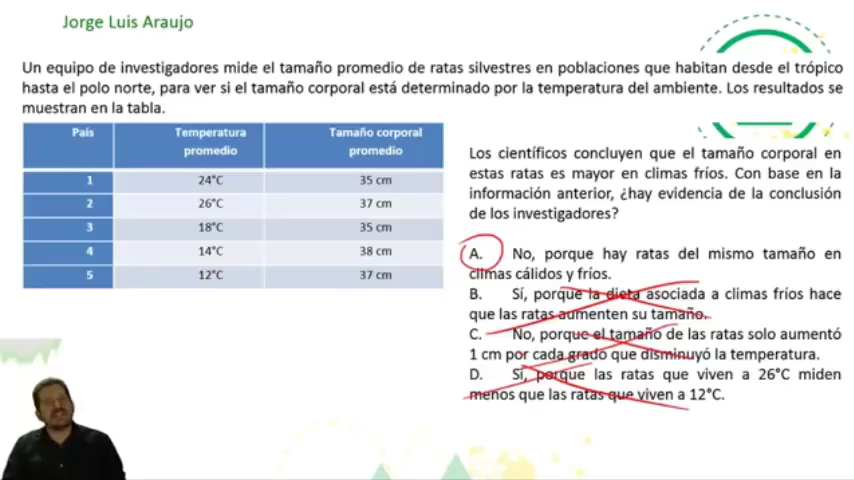 Jorge Luis Araujo
Un equipo de investigadores mide el tamaño promedio de ratas silvestres en poblaciones que habitan desde el trópico
hasta el polo norte, para ver si el tamaño corporal está determinado por la temperatura del ambiente. Los resultados se
muestran en la tabla.
País Temperatura promedio Tamaño corporal promedio
1 24°C 35 cm
2 26°C 37 cm
3 18°C 35 cm
4 14°C 38 cm
5 12°C 37 cm
Los científicos concluyen que el tamaño corporal en
estas ratas es mayor en climas fríos. Con base en la
información anterior, ¿hay evidencia de la conclusión
de los investigadores?
A. No, porque hay ratas del mismo tamaño en
climas cálidos y fríos.
B. Sí, porque la dieta asociada a climas fríos hace
que las ratas aumenten su tamaño.
C. No, porque el tamaño de las ratas solo aumentó
1 cm por cada grado que disminuyó la temperatura.
D. Sí, porque las ratas que viven a 26°C miden
menos que las ratas que viven a 12°C.